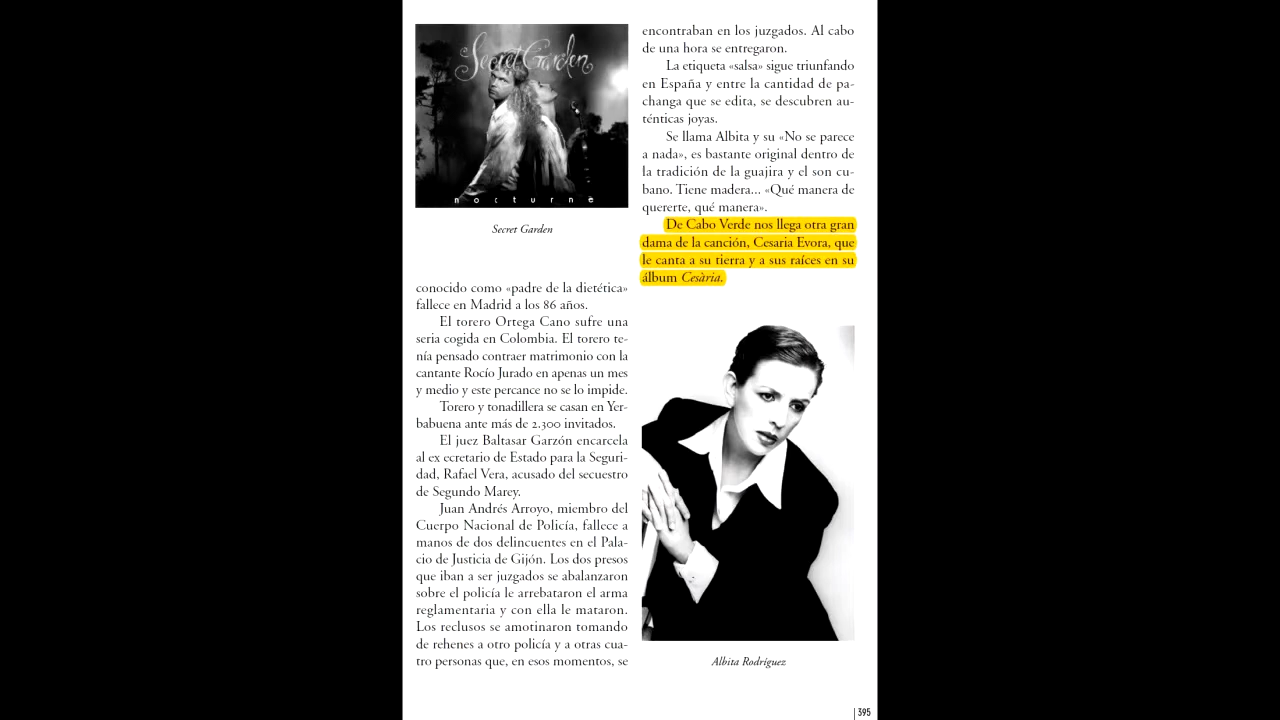 Secret Garden
nocturne
Secret Garden
conocido como «padre de la dietética»
fallece en Madrid a los 86 años.
El torero Ortega Cano sufre una
seria cogida en Colombia. El torero te-
nía pensado contraer matrimonio con la
cantante Rocío Jurado en apenas un mes
y medio y este percance no se lo impide.
Torero y tonadillera se casan en Yer-
babuena ante más de 2.300 invitados.
El juez Baltasar Garzón encarcela
al ex ecretario de Estado para la Seguri-
dad, Rafael Vera, acusado del secuestro
de Segundo Marey.
Juan Andrés Arroyo, miembro del
Cuerpo Nacional de Policía, fallece a
manos de dos delincuentes en el Pala-
cio de Justicia de Gijón. Los dos presos
que iban a ser juzgados se abalanzaron
sobre el policía le arrebataron el arma
reglamentaria y con ella le mataron.
Los reclusos se amotinaron tomando
de rehenes a otro policía y a otras cua-
tro personas que, en esos momentos, se
encontraban en los juzgados. Al cabo
de una hora se entregaron.
La etiqueta «salsa» sigue triunfando
en España y entre la cantidad de pa-
changa que se edita, se descubren au-
ténticas joyas.
Se llama Albita y su «No se parece
a nada», es bastante original dentro de
la tradición de la guajira y el son cu-
bano. Tiene madera... «Qué manera de
quererte, qué manera».
De Cabo Verde nos llega otra gran
dama de la canción, Cesaria Evora, que
le canta a su tierra y a sus raíces en su
álbum Cesària.
Albita Rodríguez
395